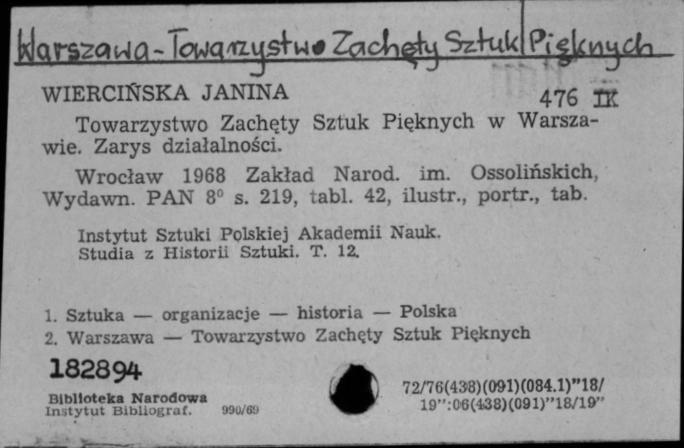 Warszawa - Towarzystwo Zachęty Sztuk Pięknych
WIERCIŃSKA JANINA
476 IK
Towarzystwo Zachęty Sztuk Pięknych w Warsza-
wie. Zarys działalności.
Wrocław 1968 Zakład Narod. im. Ossolińskich,
Wydawn. PAN 8° s. 219, tabl. 42, ilustr., portr., tab.
Instytut Sztuki Polskiej Akademii Nauk.
Studia z Historii Sztuki. T. 12.
1. Sztuka — organizacje — historia — Polska
2. Warszawa — Towarzystwo Zachęty Sztuk Pięknych
182894
Biblioteka Narodowa
Instytut Bibliograf. 990/69
72/76(438)(091)(084.1)"18/
19":06(438)(091)"18/19"